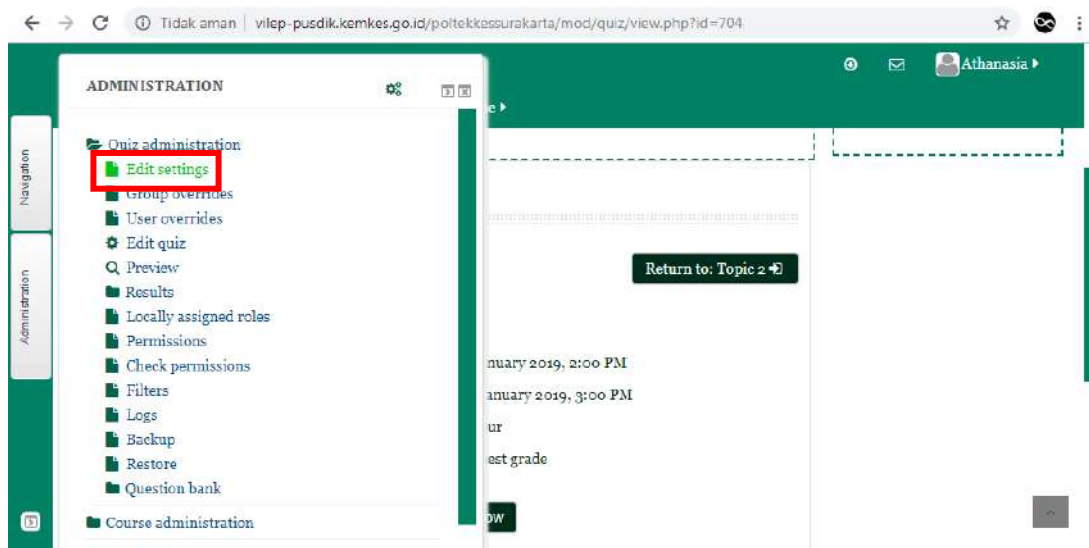 Tidak aman | vilep-pusdik.kemkes.go.id/poltekkessurakarta/mod/quiz/view.php?id=704
Athanasia
ADMINISTRATION
e
Navigation
Administration
Quiz administration
Edit settings
Group overrides
User overrides
Edit quiz
Preview
Results
Locally assigned roles
Permissions
Check permissions
Filters
Logs
Backup
Restore
Question bank
Course administration
Return to: Topic 2
nuary 2019, 2:00 PM
anuary 2019, 3:00 PM
ur
est grade
ow